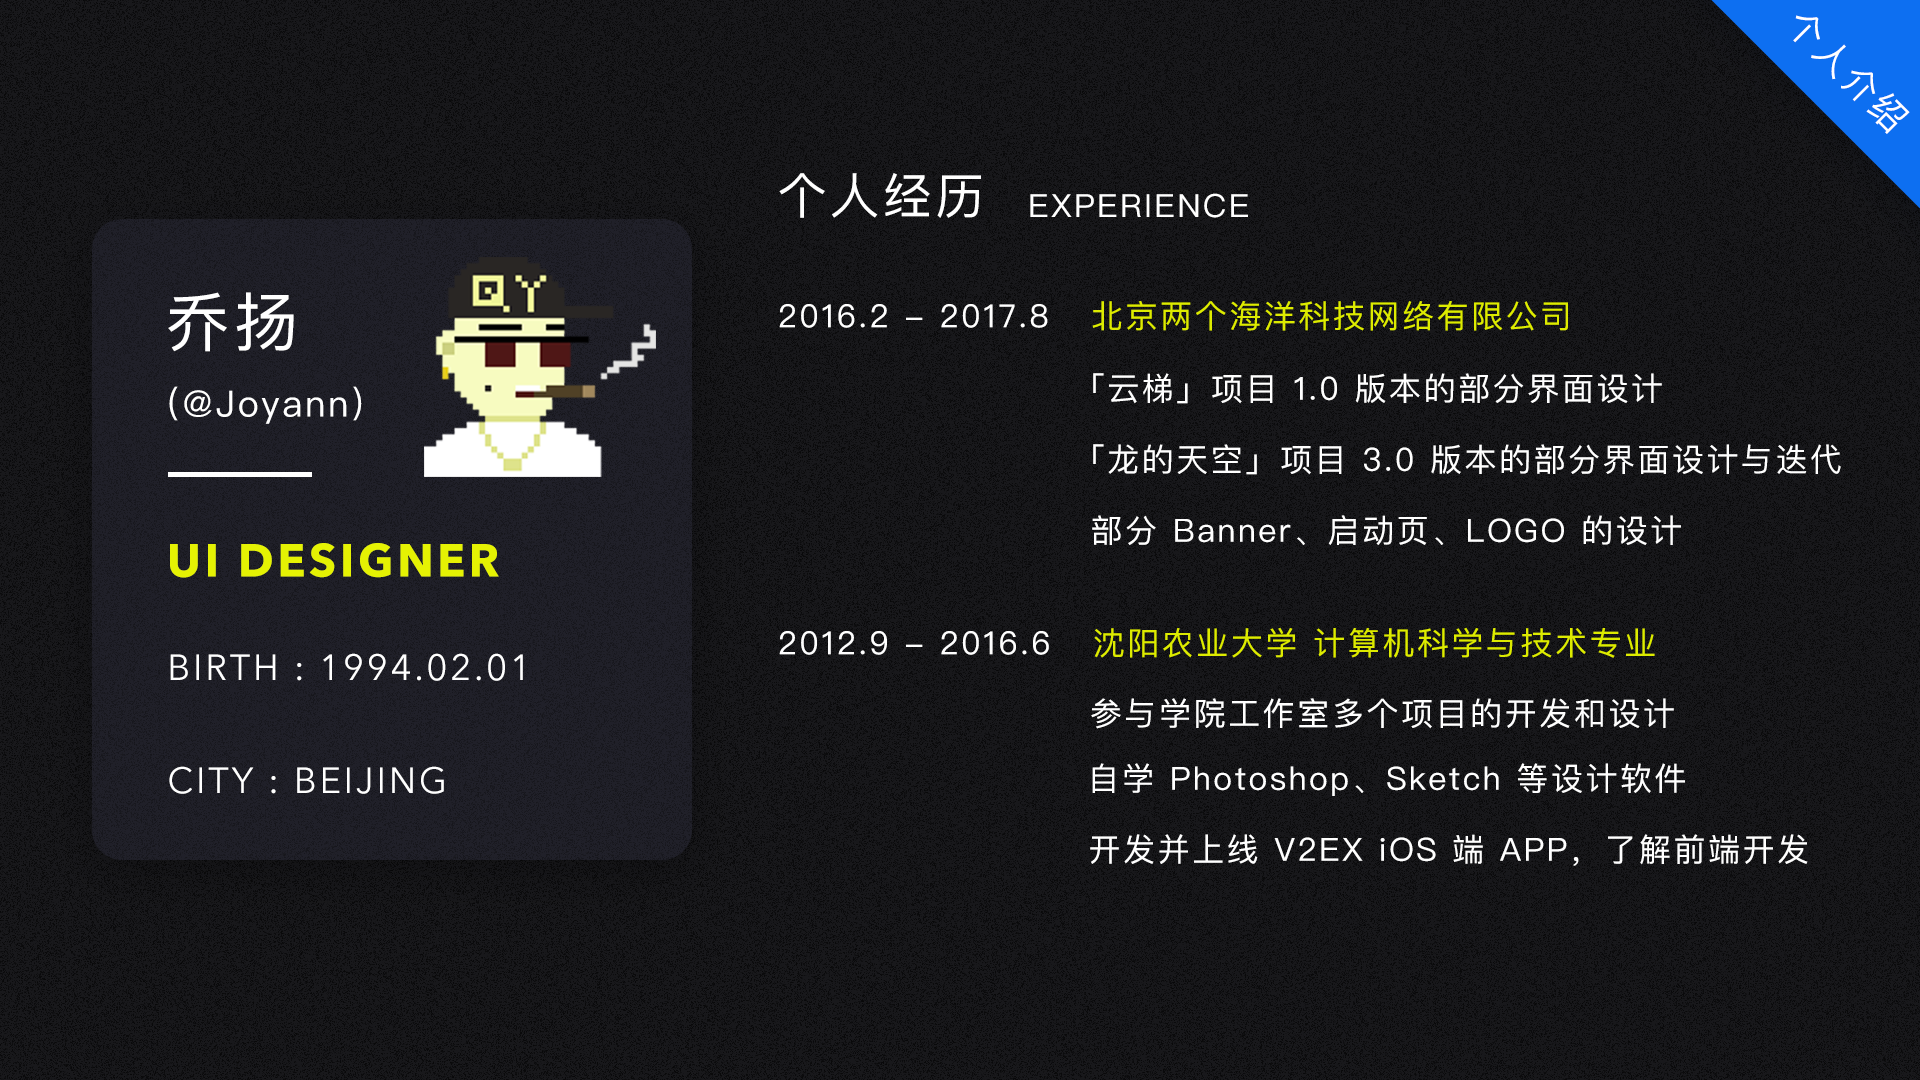 个人介绍
个人经历 EXPERIENCE
QY
乔扬
(@Joyann)
UI DESIGNER
BIRTH : 1994.02.01
CITY : BEIJING
2016.2 – 2017.8 北京两个海洋科技网络有限公司
「云梯」项目 1.0 版本的部分界面设计
「龙的天空」项目 3.0 版本的部分界面设计与迭代
部分 Banner、启动页、LOGO 的设计
2012.9 – 2016.6 沈阳农业大学 计算机科学与技术专业
参与学院工作室多个项目的开发和设计
自学 Photoshop、Sketch 等设计软件
开发并上线 V2EX iOS 端 APP，了解前端开发